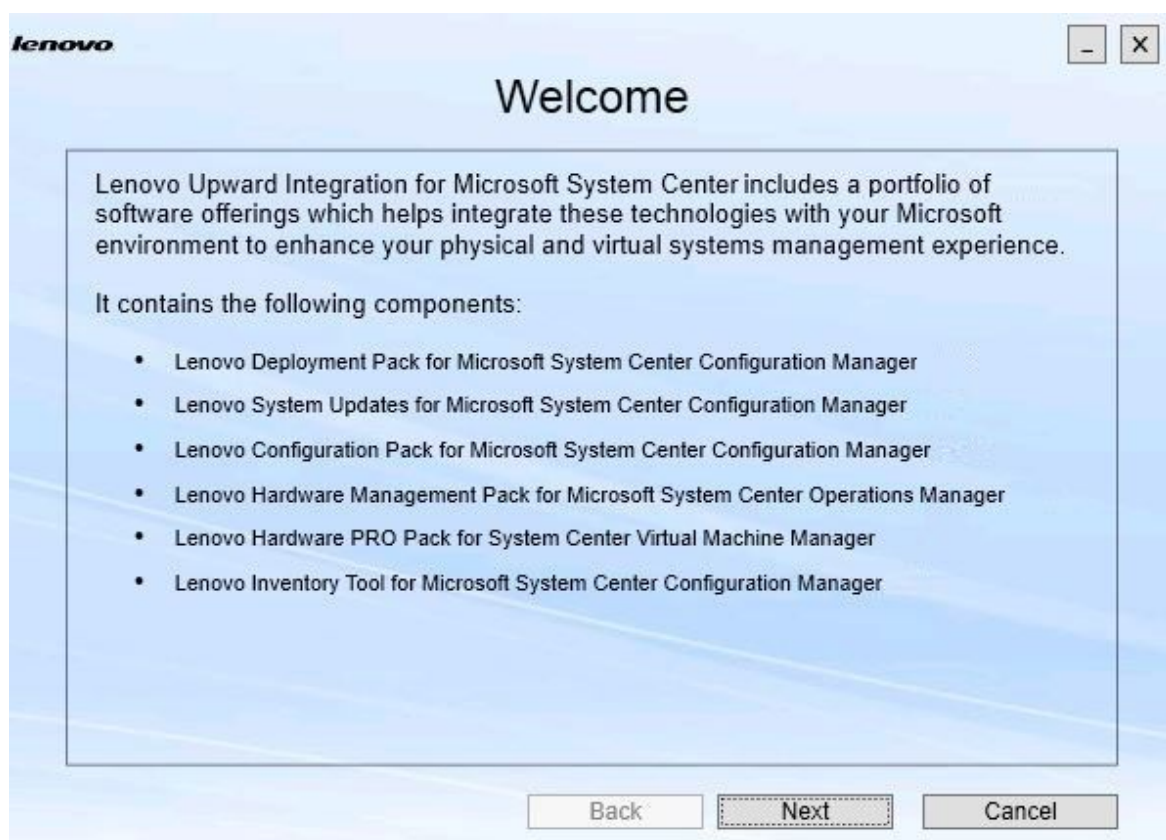 lenovo
Welcome
Lenovo Upward Integration for Microsoft System Center includes a portfolio of
software offerings which helps integrate these technologies with your Microsoft
environment to enhance your physical and virtual systems management experience.
It contains the following components:
• Lenovo Deployment Pack for Microsoft System Center Configuration Manager
• Lenovo System Updates for Microsoft System Center Configuration Manager
• Lenovo Configuration Pack for Microsoft System Center Configuration Manager
• Lenovo Hardware Management Pack for Microsoft System Center Operations Manager
• Lenovo Hardware PRO Pack for System Center Virtual Machine Manager
• Lenovo Inventory Tool for Microsoft System Center Configuration Manager
Back Next Cancel